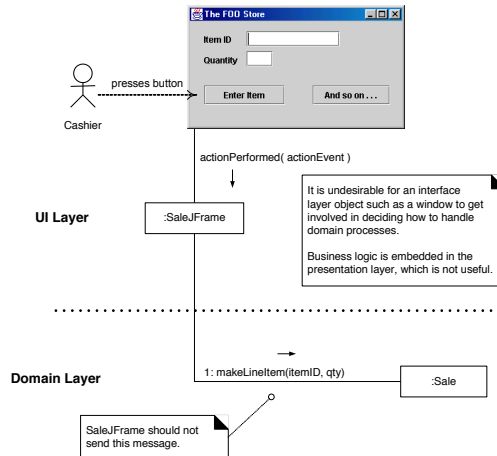 The FOO Store
Item ID
Quantity
presses button
Enter Item
And so on . . .
Cashier
actionPerformed( actionEvent )
UI Layer
:SaleJFrame
It is undesirable for an interface
layer object such as a window to get
involved in deciding how to handle
domain processes.
Business logic is embedded in the
presentation layer, which is not useful.
Domain Layer
1: makeLineItem(itemID, qty)
:Sale
SaleJFrame should not
send this message.